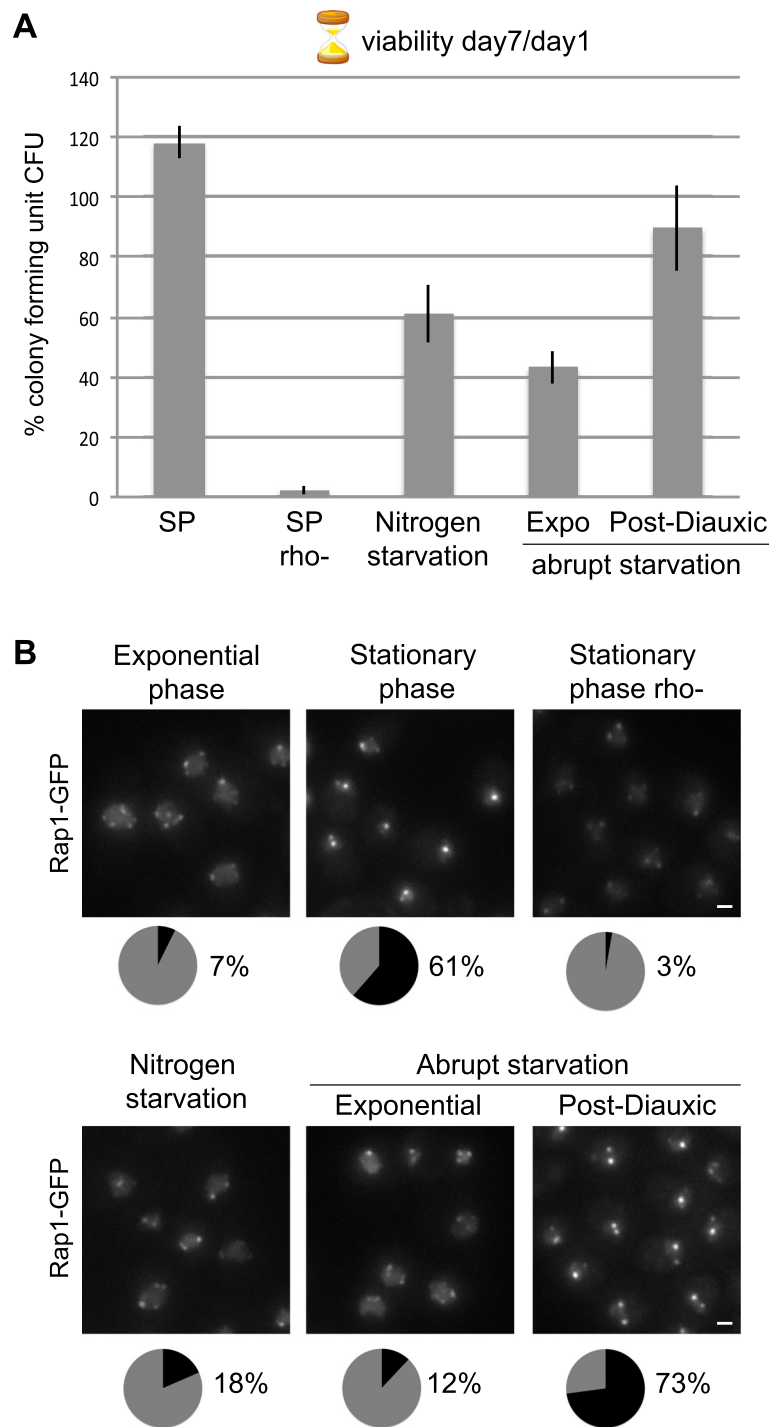 A
viability day7/day1
% colony forming unit CFU
140
120
100
80
60
40
20
0
SP
SP
rho-
Nitrogen
starvation
Expo
Post-Diauxic
abrupt starvation
B
Exponential
phase
Stationary
phase
Stationary
phase rho-
Rap1-GFP
7%
61%
3%
Nitrogen
starvation
Abrupt starvation
Exponential
Post-Diauxic
Rap1-GFP
18%
12%
73%